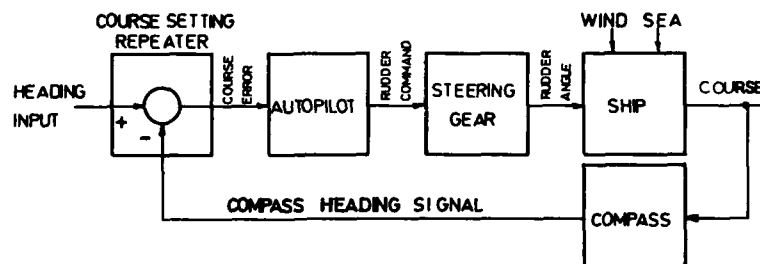 COURSE SETTING
REPEATER
WIND SEA
HEADING
INPUT
+
-
COURSE
ERROR
AUTOPILOT
RUDDER
COMMAND
STEERING
GEAR
RUDDER
ANGLE
SHIP
COURSE
COMPASS HEADING SIGNAL
COMPASS